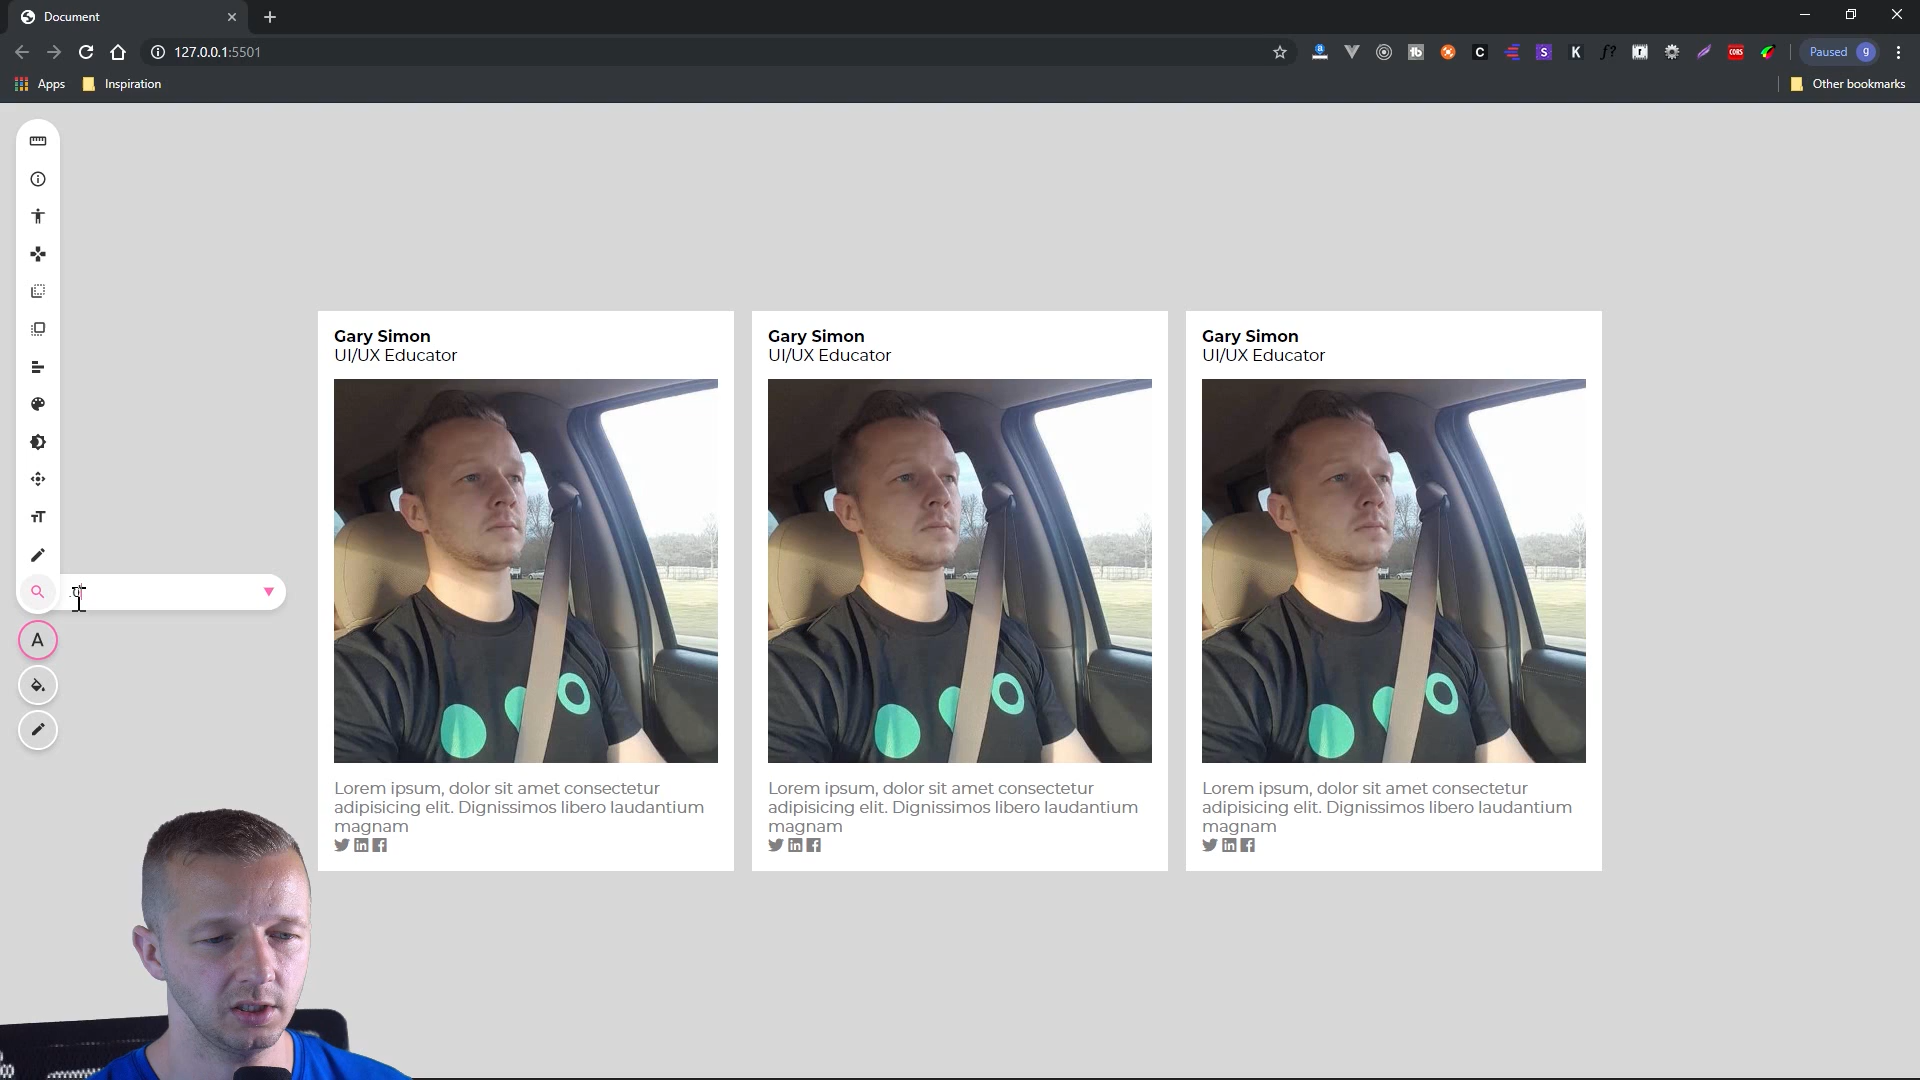 Document
127.0.0.1:5501
Paused g
Apps
Inspiration
Other bookmarks
Gary Simon
UI/UX Educator
Lorem ipsum, dolor sit amet consectetur
adipisicing elit. Dignissimos libero laudantium
magnam
Gary Simon
UI/UX Educator
Lorem ipsum, dolor sit amet consectetur
adipisicing elit. Dignissimos libero laudantium
magnam
Gary Simon
UI/UX Educator
Lorem ipsum, dolor sit amet consectetur
adipisicing elit. Dignissimos libero laudantium
magnam
A